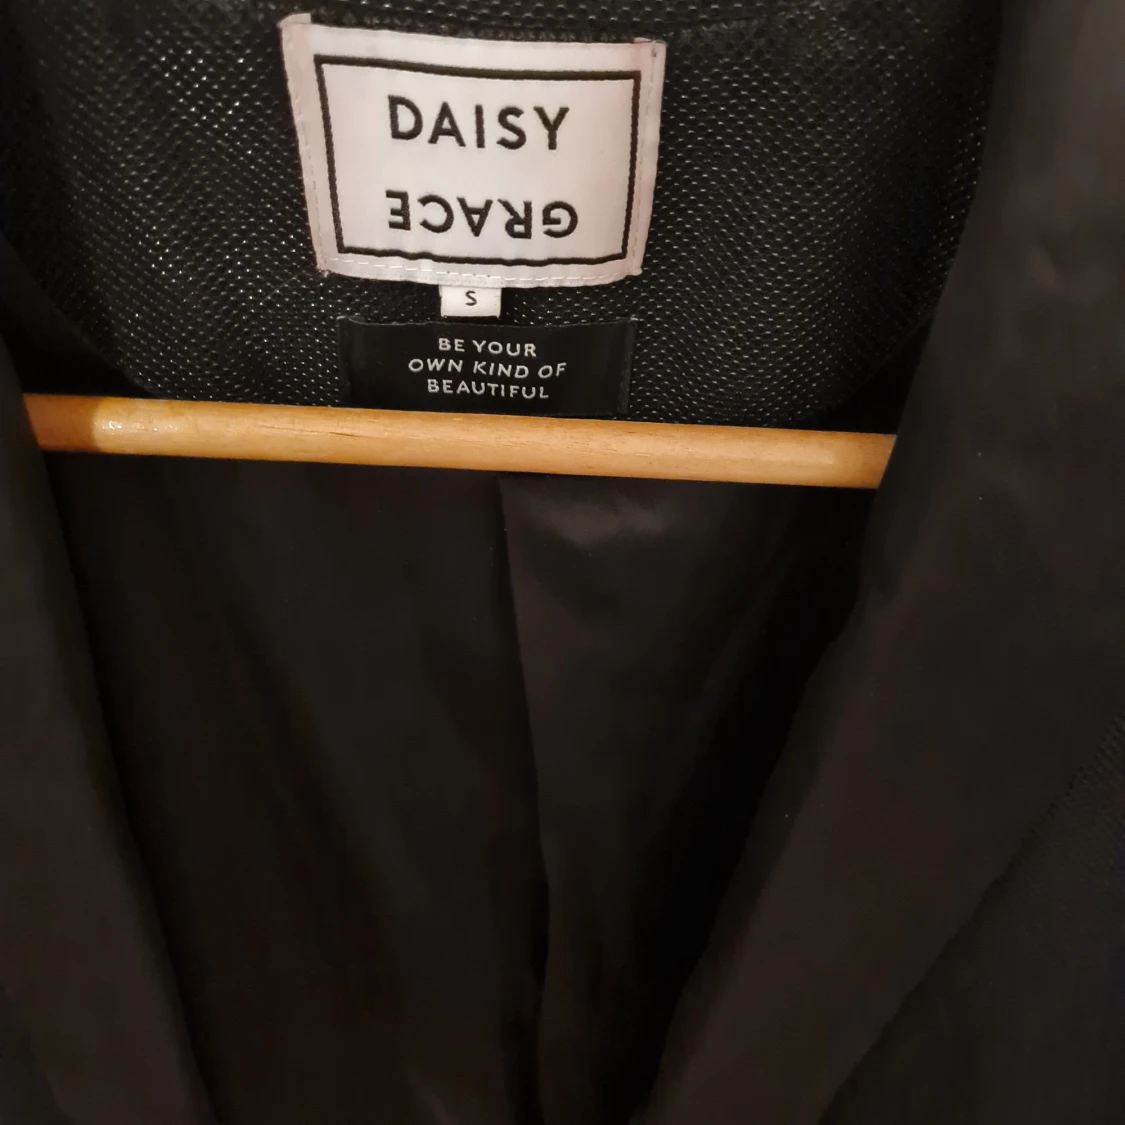 DAISY
GRACE
S
BE YOUR
OWN KIND OF
BEAUTIFUL